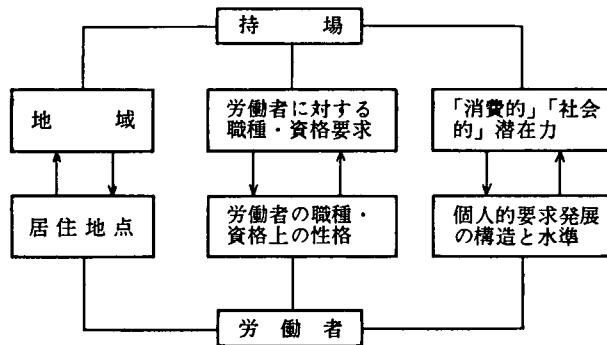 持場
地域
労働者に対する
職種・資格要求
「消費的」「社会
的」潜在力
居住地点
労働者の職種・
資格上の性格
個人的要求発展
の構造と水準
労働者